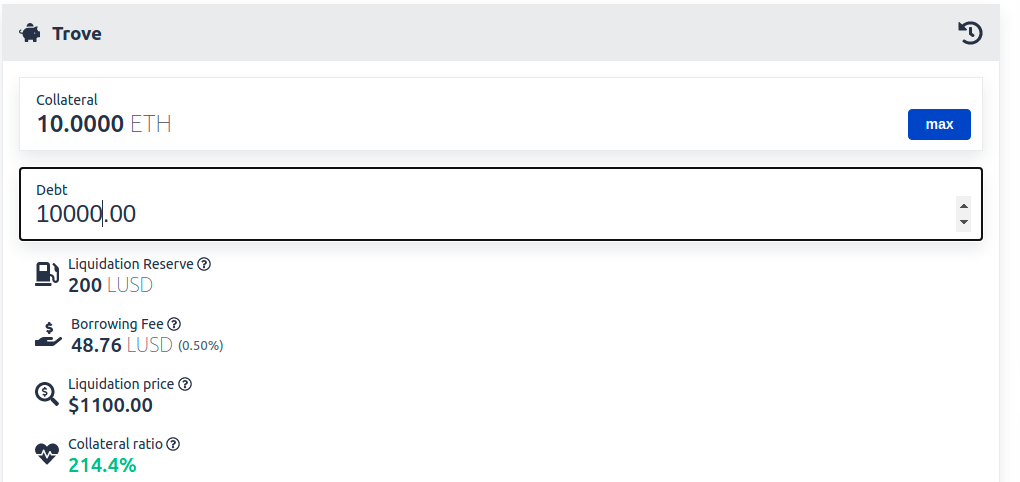 Trove
Collateral
10.0000 ETH
max
Debt
10000.00
Liquidation Reserve
200 LUSD
Borrowing Fee
48.76 LUSD (0.50%)
Liquidation price
$1100.00
Collateral ratio
214.4%